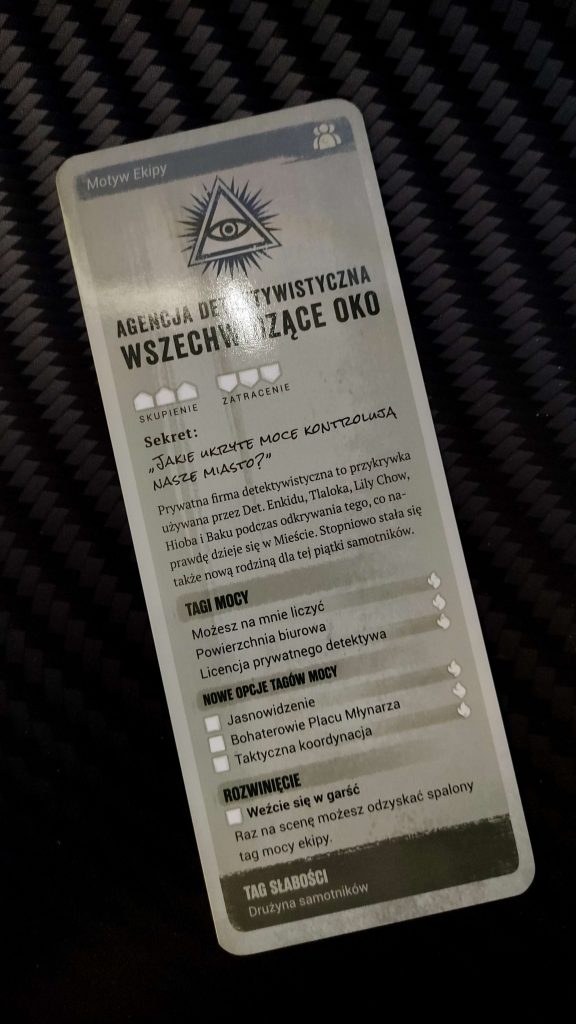 Motyw Ekipy
AGENCJA DETEKTYWISTYCZNA
WSZECHWIDZĄCE OKO
SKUPIENIE ZATRACENIE
Sekret:
„JAKIE UKRYTE MOCE KONTROLUJĄ
NASZE MIASTO?”
Prywatna firma detektywistyczna to przykrywka
używana przez Det. Enkidu, Tlaloka, Lily Chow,
Hioba i Baku podczas odkrywania tego, co na-
prawdę dzieje się w Mieście. Stopniowo stała się
także nową rodziną dla tej piątki samotników.
TAGI MOCY
Możesz na mnie liczyć
Powierzchnia biurowa
Licencja prywatnego detektywa
NOWE OPCJE TAGÓW MOCY
Jasnowidzenie
Bohaterowie Placu Młynarza
Taktyczna koordynacja
ROZWINIĘCIE
Weźcie się w garść
Raz na scenę możesz odzyskać spalony
tag mocy ekipy.
TAG SŁABOŚCI
Drużyna samotników